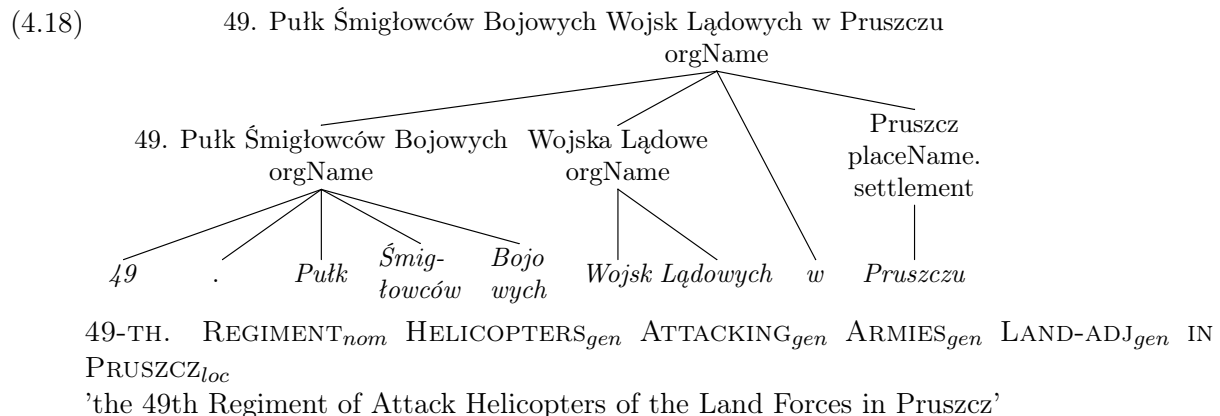 (4.18) 49. Pułk Śmigłowców Bojowych Wojsk Lądowych w Pruszczu
orgName
49. Pułk Śmigłowców Bojowych
orgName
Wojska Lądowe
orgName
Pruszcz
placeName.
settlement
49 . Pułk Śmig-
łowców Bojo
wych Wojsk Lądowych w Pruszczu
49-TH. REGIMENTnom HELICOPTERSgen ATTACKINGgen ARMIESgen LAND-ADJgen IN
PRUSZCZloc
'the 49th Regiment of Attack Helicopters of the Land Forces in Pruszcz'